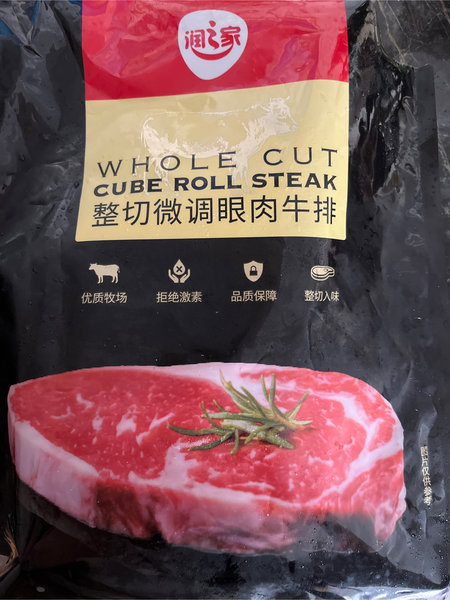 润之家
WHOLE CUT
CUBE ROLL STEAK
整切微调眼肉牛排
优质牧场
拒绝激素
品质保障
整切入味
图片仅供参考